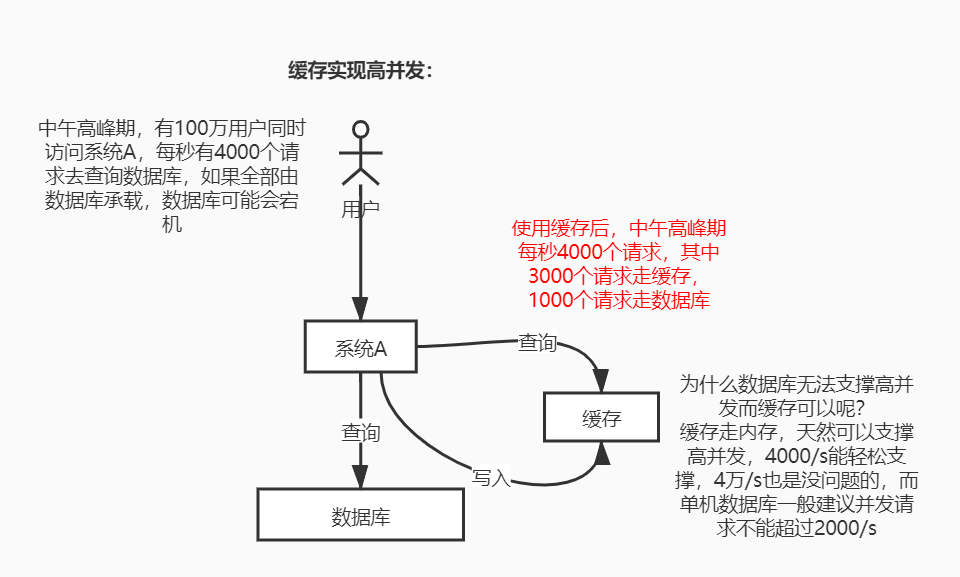 缓存实现高并发：
中午高峰期，有100万用户同时
访问系统A，每秒有4000个请
求去查询数据库，如果全部由
数据库承载，数据库可能会宕
机
用户
使用缓存后，中午高峰期
每秒4000个请求，其中
3000个请求走缓存，
1000个请求走数据库
系统A
查询
缓存
为什么数据库无法支撑高并
发而缓存可以呢？
缓存走内存，天然可以支撑
高并发，4000/s能轻松支
撑，4万/s也是没问题的，而
单机数据库一般建议并发请
求不能超过2000/s
查询
写入
数据库